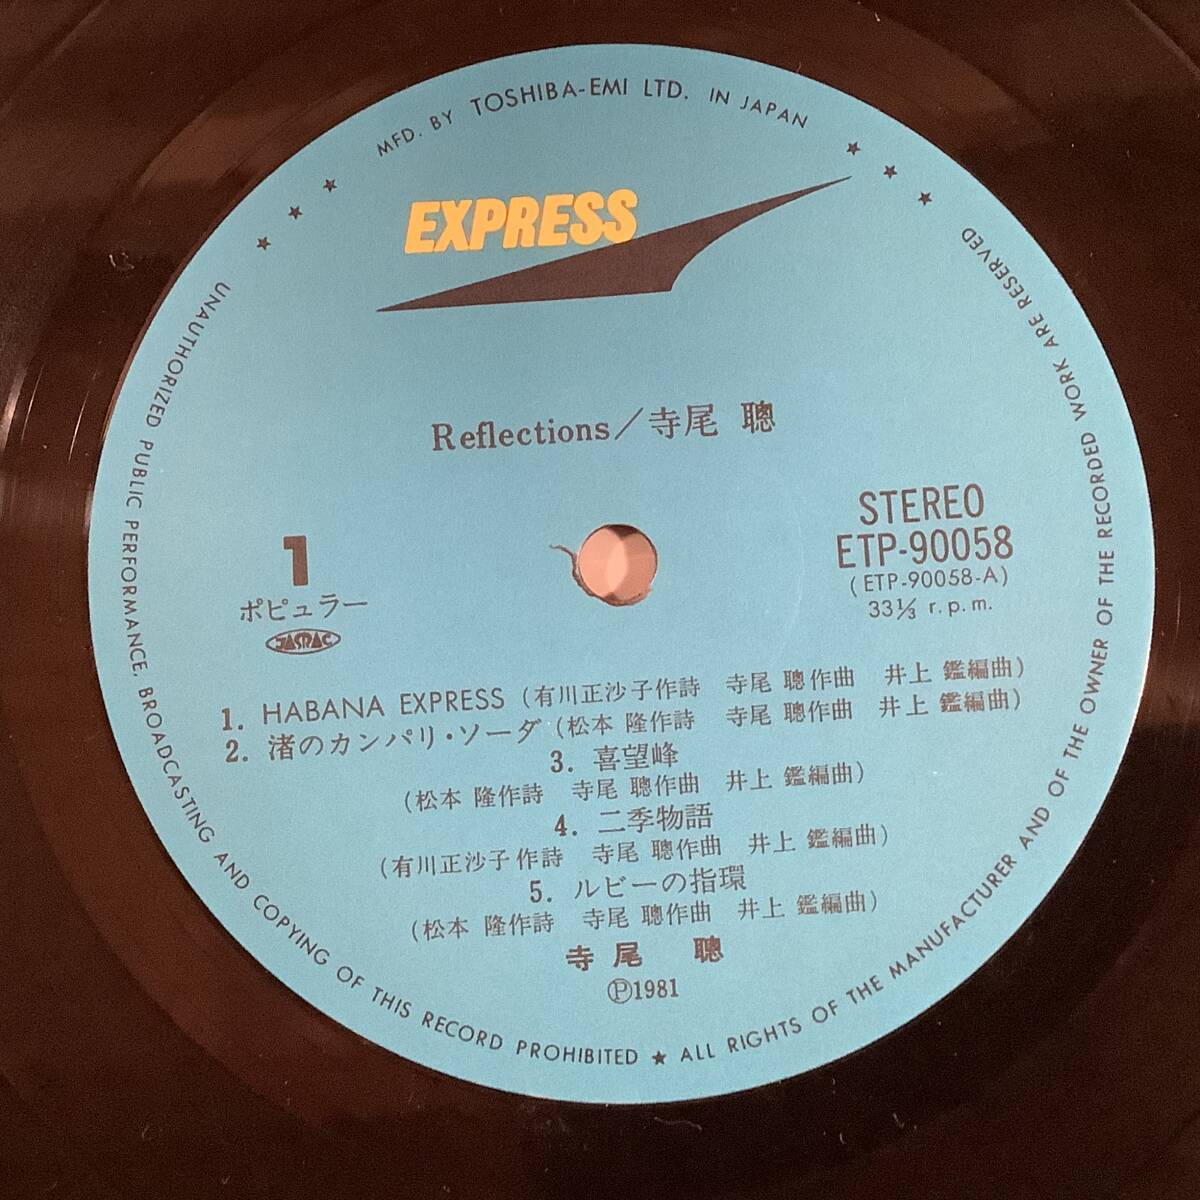 MFD. BY TOSHIBA-EMI LTD. IN JAPAN
EXPRESS
Reflections／寺尾 聰
1
ポピュラー
JASRAC
STEREO
ETP-90058
(ETP-90058-A)
33⅓ r.p.m.
1. HABANA EXPRESS (有川正沙子作詩 寺尾 聰作曲 井上 鑑編曲)
2. 渚のカンパリ・ソーダ (松本 隆作詩 寺尾 聰作曲 井上 鑑編曲)
3. 喜望峰
(松本 隆作詩 寺尾 聰作曲 井上 鑑編曲)
4. 二季物語
(有川正沙子作詩 寺尾 聰作曲 井上 鑑編曲)
5. ルビーの指環
(松本 隆作詩 寺尾 聰作曲 井上 鑑編曲)
寺尾 聰
Ⓟ1981
UNAUTHORIZED PUBLIC PERFORMANCE, BROADCASTING AND COPYING OF THIS RECORD PROHIBITED ★ ALL RIGHTS OF THE MANUFACTURER AND OF THE OWNER OF THE RECORDED WORK ARE RESERVED